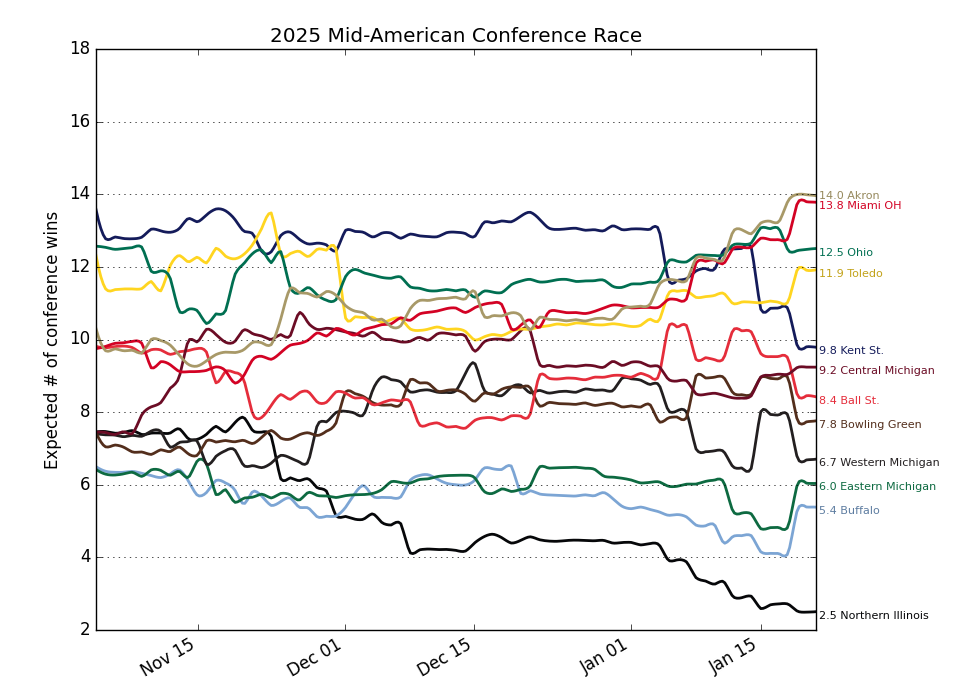 2025 Mid-American Conference Race
Expected # of conference wins
18
16
14
12
10
8
6
4
2
14.0 Akron
13.8 Miami OH
12.5 Ohio
11.9 Toledo
9.8 Kent St.
9.2 Central Michigan
8.4 Ball St.
7.8 Bowling Green
6.7 Western Michigan
6.0 Eastern Michigan
5.4 Buffalo
2.5 Northern Illinois
Nov 15
Dec 01
Dec 15
Jan 01
Jan 15